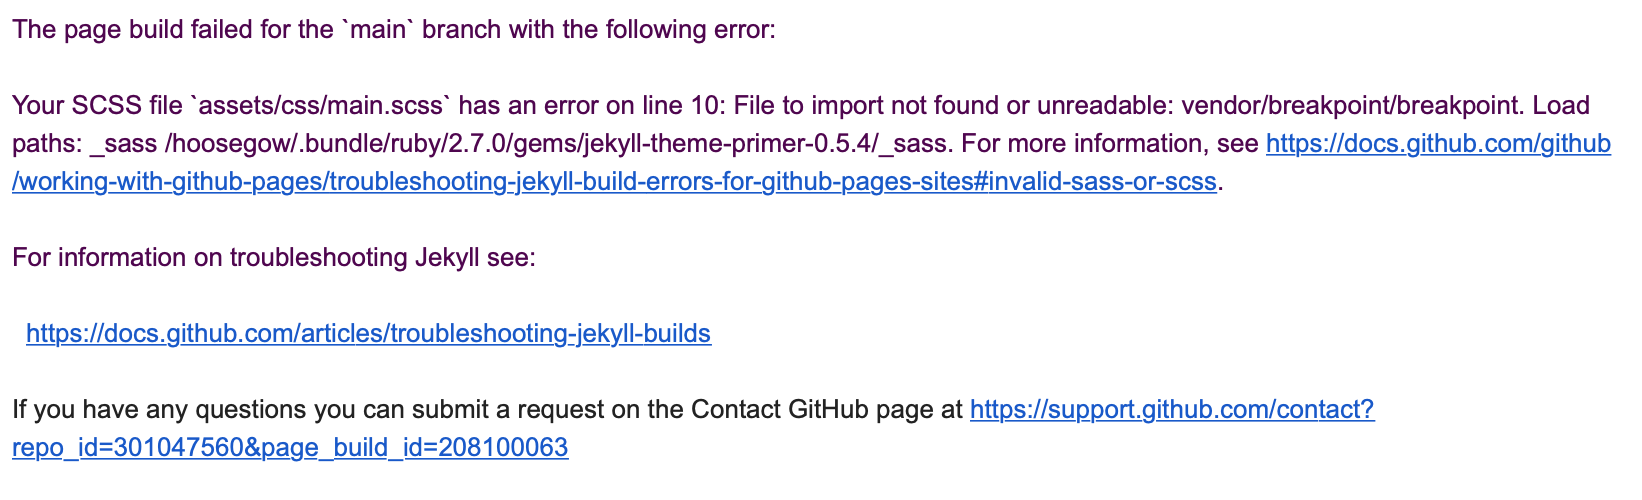 The page build failed for the `main` branch with the following error:
Your SCSS file `assets/css/main.scss` has an error on line 10: File to import not found or unreadable: vendor/breakpoint/breakpoint. Load
paths: _sass /hoosegow/.bundle/ruby/2.7.0/gems/jekyll-theme-primer-0.5.4/_sass. For more information, see https://docs.github.com/github
/working-with-github-pages/troubleshooting-jekyll-build-errors-for-github-pages-sites#invalid-sass-or-scss.
For information on troubleshooting Jekyll see:
https://docs.github.com/articles/troubleshooting-jekyll-builds
If you have any questions you can submit a request on the Contact GitHub page at https://support.github.com/contact?
repo_id=301047560&page_build_id=208100063